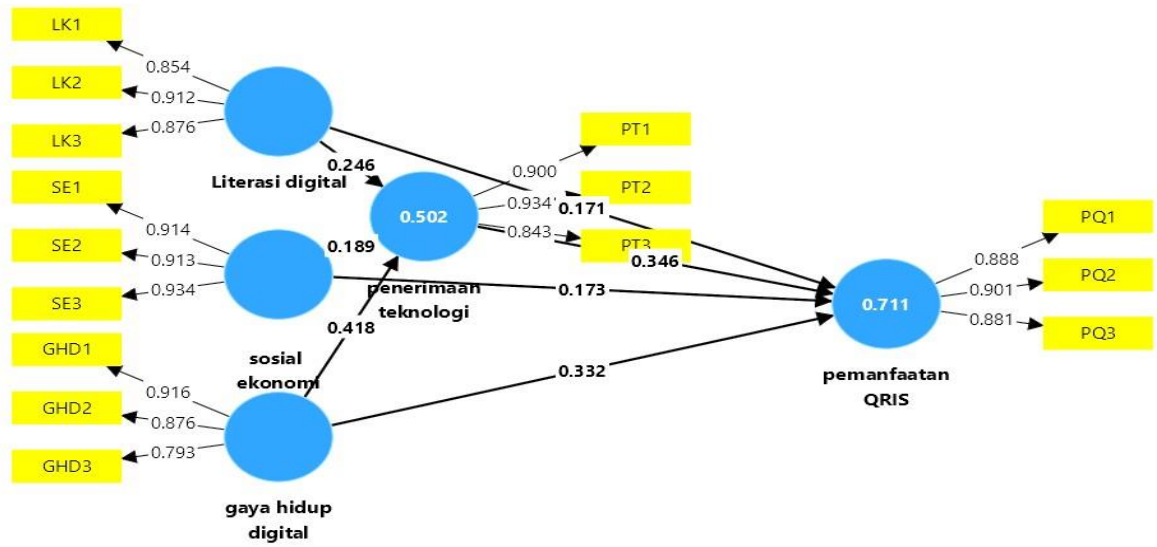 LK1
0.854
LK2
0.912
LK3
0.876
Literasi digital
SE1
0.914
SE2
0.913
SE3
0.934
sosial
ekonomi
GHD1
0.916
GHD2
0.876
GHD3
0.793
gaya hidup
digital
0.246
0.189
0.418
0.502
penerimaan
teknologi
PT1
0.900
PT2
0.934
PT3
0.843
0.171
0.346
0.173
0.332
0.711
pemanfaatan
QRIS
PQ1
0.888
PQ2
0.901
PQ3
0.881